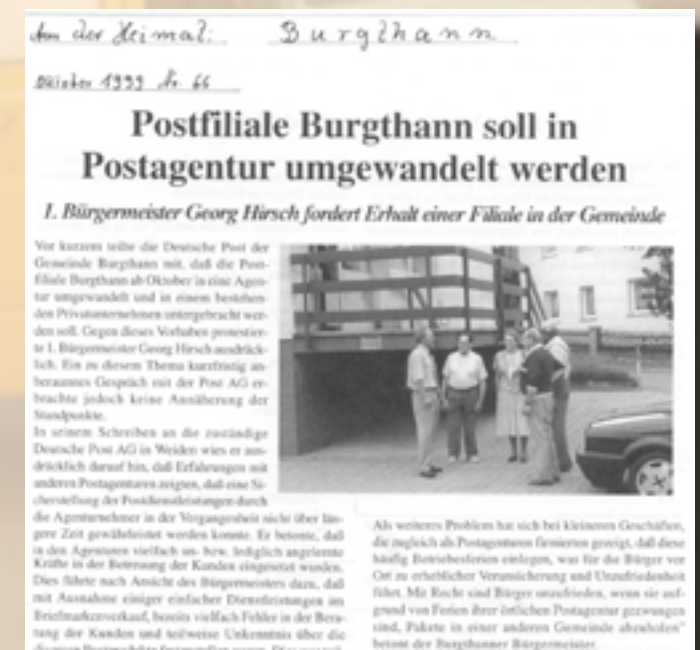 Aus der Heimat: Burgthann
Oktober 1999 Nr. 66
Postfiliale Burgthann soll in
Postagentur umgewandelt werden
1. Bürgermeister Georg Hirsch fordert Erhalt einer Filiale in der Gemeinde
Vor kurzem teilte die Deutsche Post der
Gemeinde Burgthann mit, daß die Post-
filiale Burgthann ab Oktober in eine Agen-
tur umgewandelt und in einem bestehen-
den Privatunternehmen untergebracht wer-
den soll. Gegen dieses Vorhaben protestier-
te 1. Bürgermeister Georg Hirsch ausdrück-
lich. Ein zu diesem Thema kurzfristig an-
beraumtes Gespräch mit der Post AG er-
brachte jedoch keine Annäherung der
Standpunkte.
In seinem Schreiben an die zuständige
Deutsche Post AG in Weiden wies er aus-
drücklich darauf hin, daß Erfahrungen mit
anderen Postagenturen zeigten, daß eine Si-
cherstellung der Postdienstleistungen durch
die Agenturnehmer in der Vergangenheit nicht über län-
gere Zeit gewährleistet werden konnte. Er betonte, daß
in den Agenturen vielfach un- bzw. lediglich angelernte
Kräfte in der Betreuung der Kunden eingesetzt wurden.
Dies führte nach Ansicht des Bürgermeisters dazu, daß
mit Ausnahme einiger einfacher Dienstleistungen im
Briefmarkenverkauf, bereits vielfach Fehler in der Bera-
tung der Kunden und teilweise Unkenntnis über die
Als weiteres Problem hat sich bei kleineren Geschäften,
die zugleich als Postagenturen firmierten gezeigt, daß diese
häufig Betriebsferien einlegen, was für die Bürger vor
Ort zu erheblicher Verunsicherung und Unzufriedenheit
führt. Mit Recht sind Bürger unzufrieden, wenn sie auf-
grund von Ferien ihrer örtlichen Postagentur gezwungen
sind, Pakete in einer anderen Gemeinde abzuholen"
betont der Burgthanner Bürgermeister.